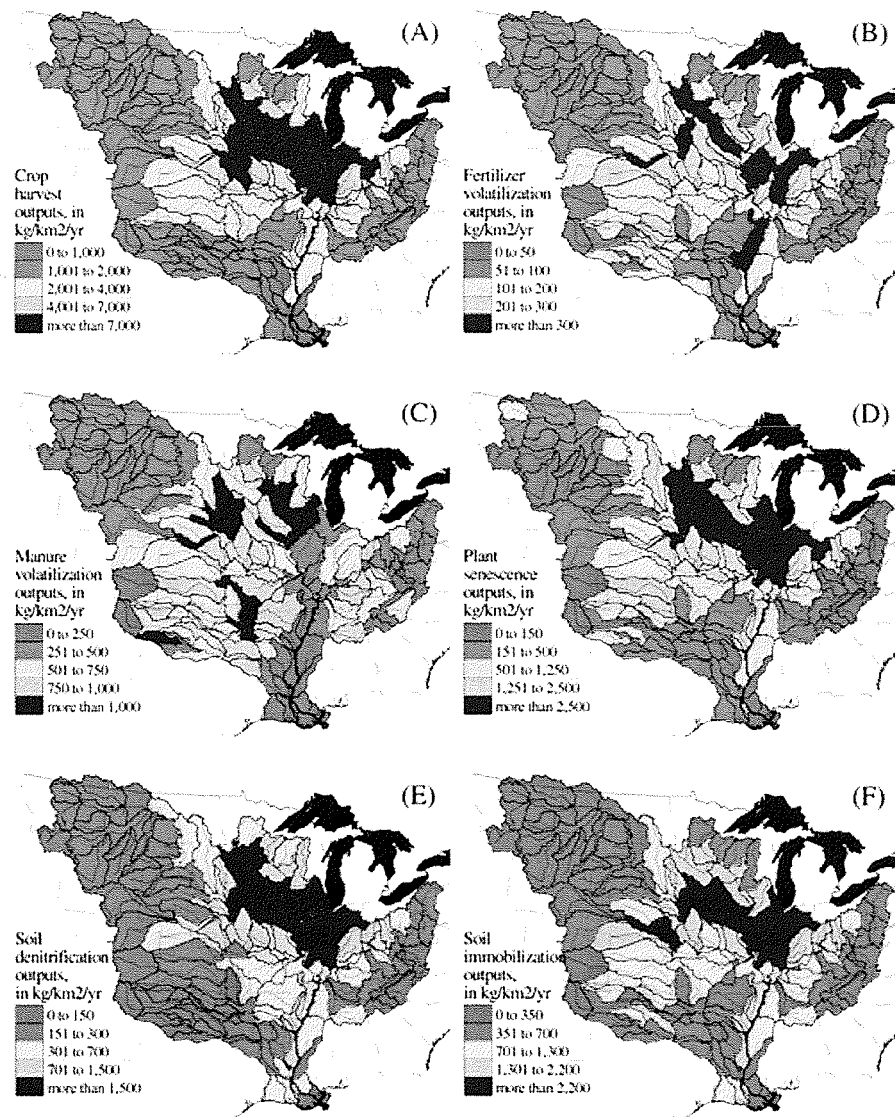 (A)
Crop
harvest
outputs, in
kg/km2/yr
0 to 1,000
1,001 to 2,000
2,001 to 4,000
4,001 to 7,000
more than 7,000
(B)
Fertilizer
volatilization
outputs, in
kg/km2/yr
0 to 50
51 to 100
101 to 200
201 to 300
more than 300
(C)
Manure
volatilization
outputs, in
kg/km2/yr
0 to 250
251 to 500
501 to 750
750 to 1,000
more than 1,000
(D)
Plant
senescence
outputs, in
kg/km2/yr
0 to 150
151 to 500
501 to 1,250
1,251 to 2,500
more than 2,500
(E)
Soil
denitrification
outputs,
in kg/km2/yr
0 to 150
151 to 300
301 to 700
701 to 1,500
more than 1,500
(F)
Soil
immobilization
outputs,
in kg/km2/yr
0 to 350
351 to 700
701 to 1,300
1,301 to 2,200
more than 2,200